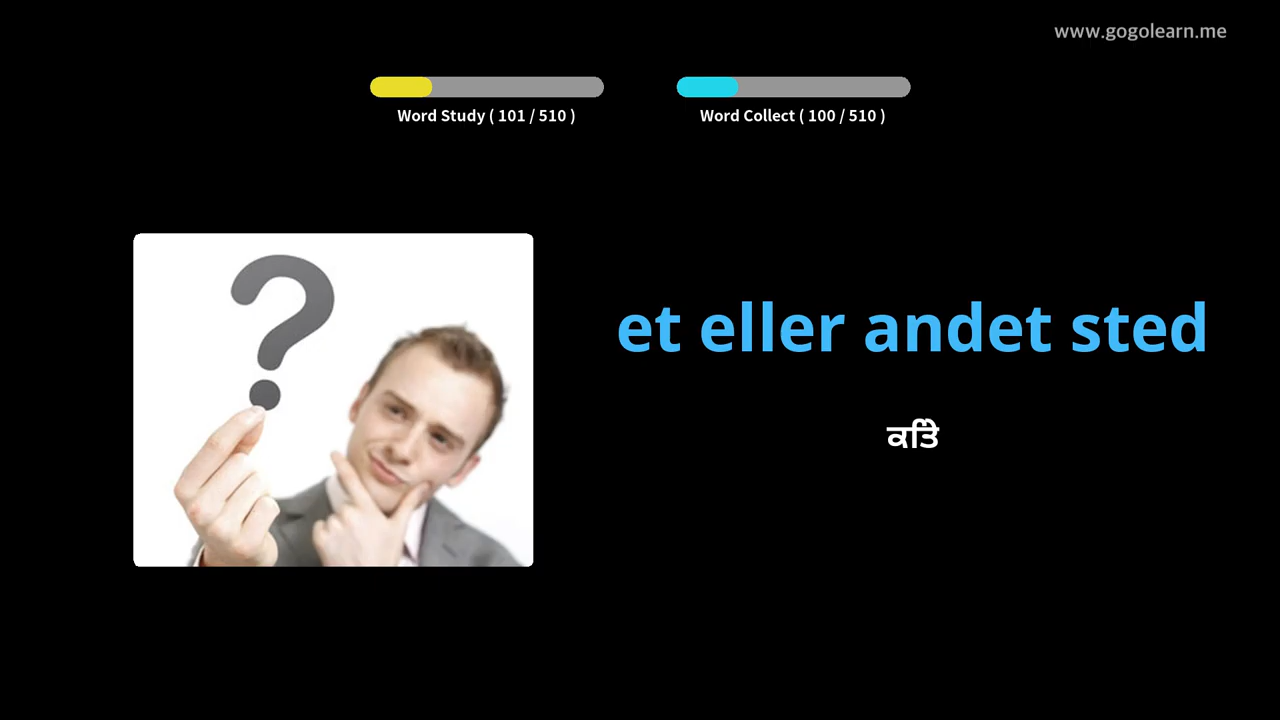 www.gogolearn.me
Word Study ( 101 / 510 )
Word Collect ( 100 / 510 )
et eller andet sted
ਕਤਿੇ